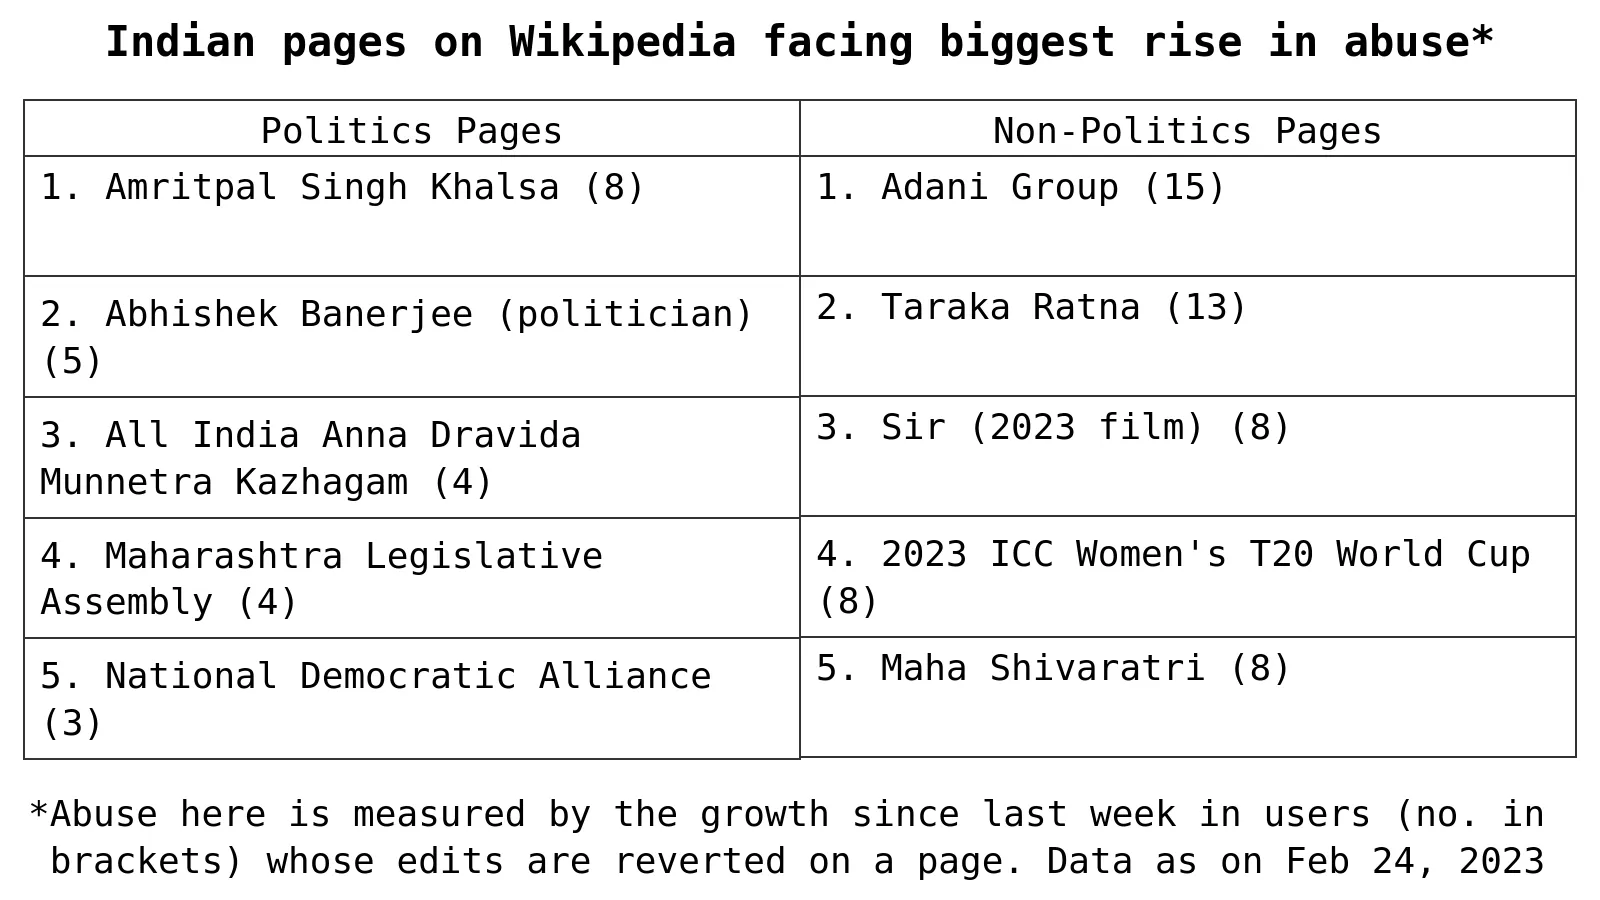 Indian pages on Wikipedia facing biggest rise in abuse*
Politics Pages
1. Amritpal Singh Khalsa (8)
2. Abhishek Banerjee (politician)
(5)
3. All India Anna Dravida
Munnetra Kazhagam (4)
4. Maharashtra Legislative
Assembly (4)
5. National Democratic Alliance
(3)
Non-Politics Pages
1. Adani Group (15)
2. Taraka Ratna (13)
3. Sir (2023 film) (8)
4. 2023 ICC Women's T20 World Cup
(8)
5. Maha Shivaratri (8)
*Abuse here is measured by the growth since last week in users (no. in
brackets) whose edits are reverted on a page. Data as on Feb 24, 2023